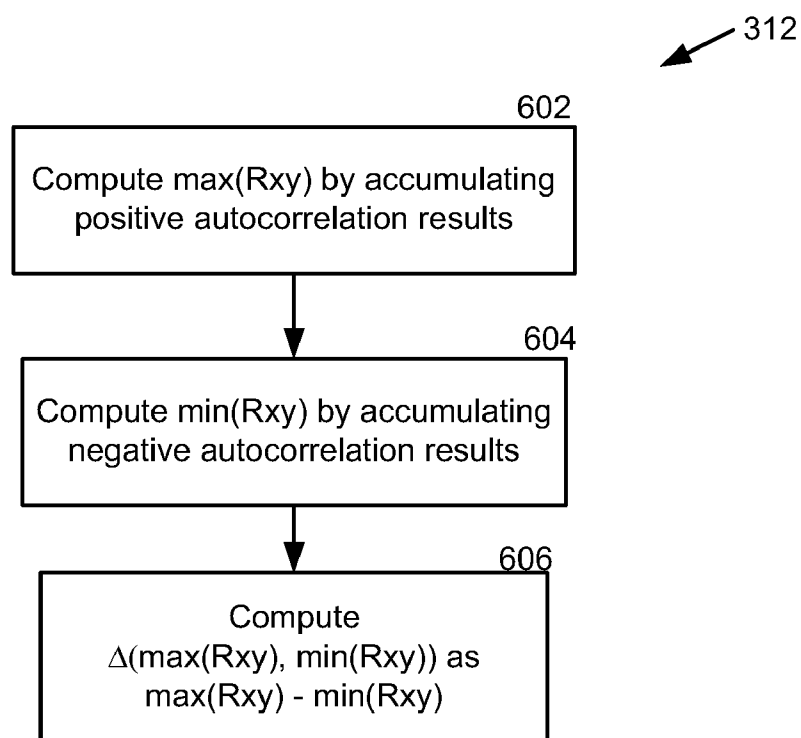 312
602
Compute max(Rxy) by accumulating
positive autocorrelation results
604
Compute min(Rxy) by accumulating
negative autocorrelation results
606
Compute
Δ(max(Rxy), min(Rxy)) as
max(Rxy) - min(Rxy)